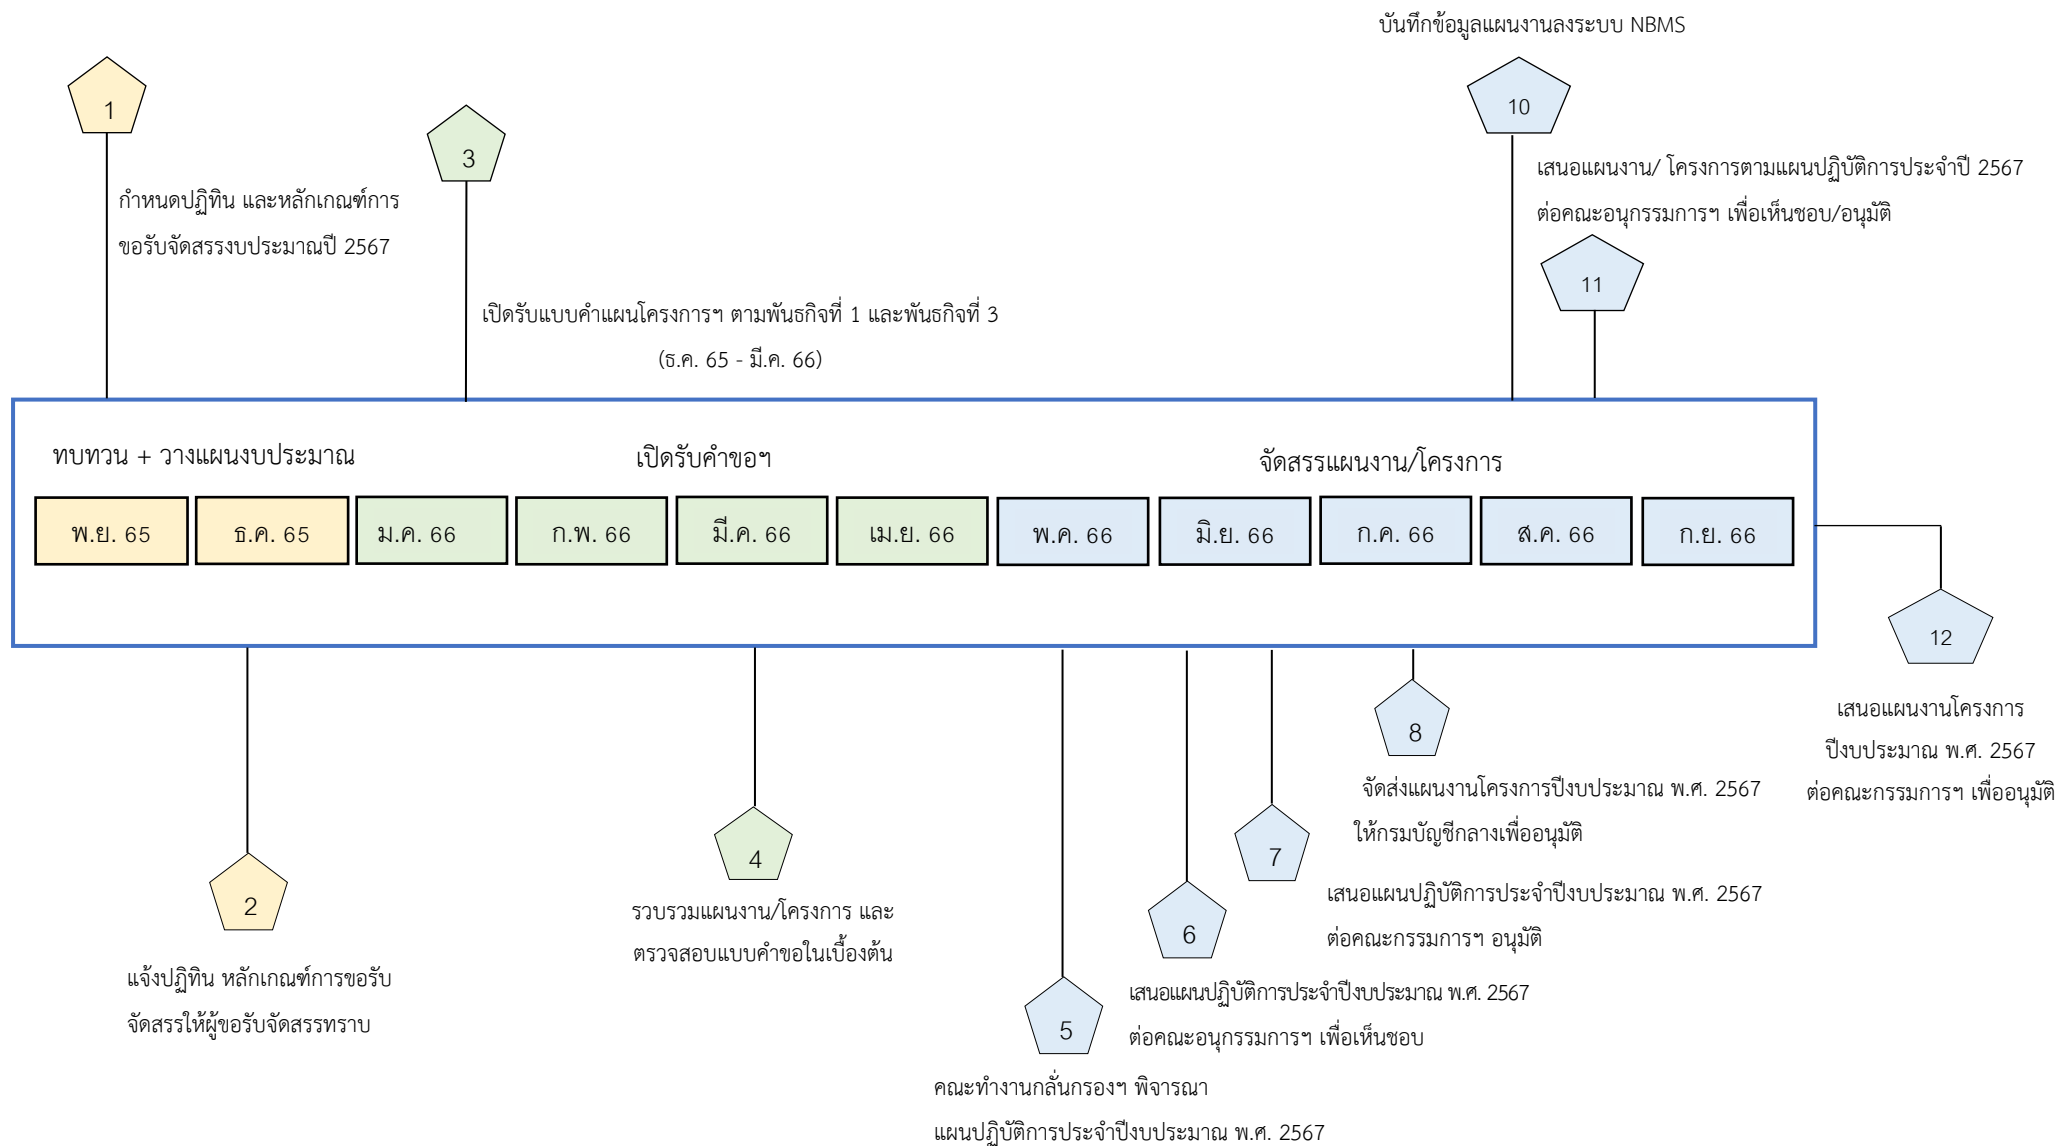 บันทึกข้อมูลแผนงานลงระบบ NBMS
1
3
10
กำหนดปฏิทิน และหลักเกณฑ์การ
ขอรับจัดสรรงบประมาณปี 2567
เสนอแผนงาน/ โครงการตามแผนปฏิบัติการประจำปี 2567
ต่อคณะอนุกรรมการฯ เพื่อเห็นชอบ/อนุมัติ
11
เปิดรับแบบคำแผนโครงการฯ ตามพันธกิจที่ 1 และพันธกิจที่ 3
(ธ.ค. 65 - มี.ค. 66)
ทบทวน + วางแผนงบประมาณ
เปิดรับคำขอฯ
จัดสรรแผนงาน/โครงการ
พ.ย. 65
ธ.ค. 65
ม.ค. 66
ก.พ. 66
มี.ค. 66
เม.ย. 66
พ.ค. 66
มิ.ย. 66
ก.ค. 66
ส.ค. 66
ก.ย. 66
12
เสนอแผนงานโครงการ
ปีงบประมาณ พ.ศ. 2567
ต่อคณะกรรมการฯ เพื่ออนุมัติ
8
จัดส่งแผนงานโครงการปีงบประมาณ พ.ศ. 2567
ให้กรมบัญชีกลางเพื่ออนุมัติ
7
เสนอแผนปฏิบัติการประจำปีงบประมาณ พ.ศ. 2567
ต่อคณะกรรมการฯ อนุมัติ
4
รวบรวมแผนงาน/โครงการ และ
ตรวจสอบแบบคำขอในเบื้องต้น
2
แจ้งปฏิทิน หลักเกณฑ์การขอรับ
จัดสรรให้ผู้ขอรับจัดสรรทราบ
6
เสนอแผนปฏิบัติการประจำปีงบประมาณ พ.ศ. 2567
ต่อคณะอนุกรรมการฯ เพื่อเห็นชอบ
5
คณะทำงานกลั่นกรองฯ พิจารณา
แผนปฏิบัติการประจำปีงบประมาณ พ.ศ. 2567